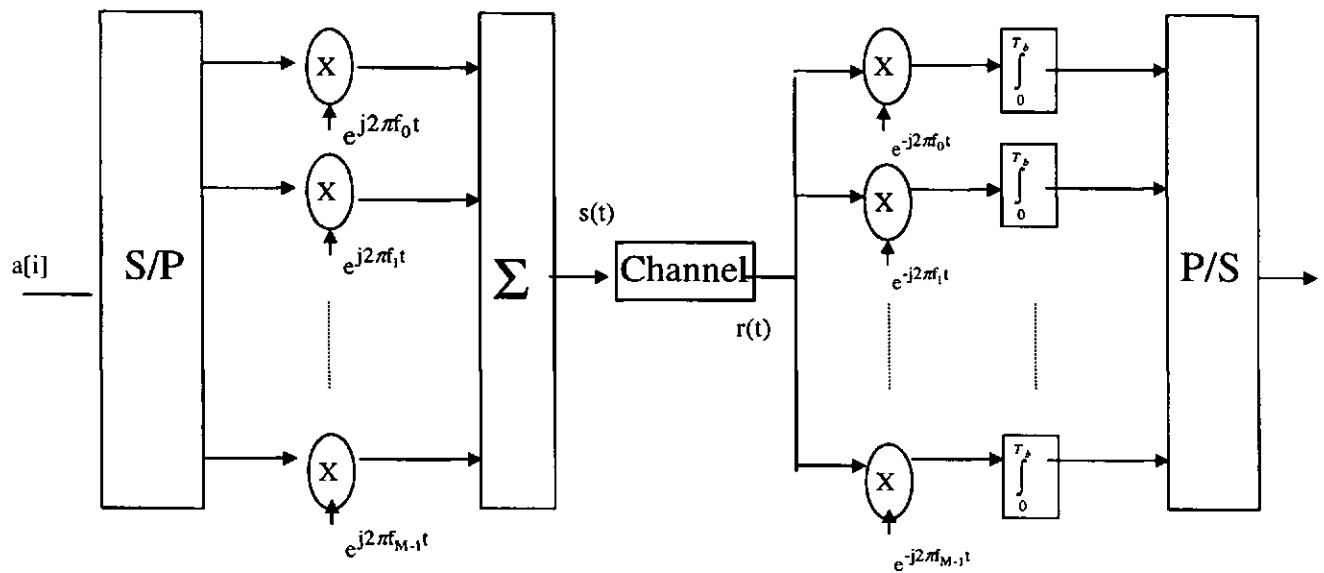 a[i]
S/P
X
e^{j2πf_0t}
X
e^{j2πf_1t}
X
e^{j2πf_{M-1}t}
Σ
s(t)
Channel
r(t)
X
e^{-j2πf_0t}
X
e^{-j2πf_1t}
X
e^{-j2πf_{M-1}t}
∫_0^{T_b}
∫_0^{T_b}
∫_0^{T_b}
P/S